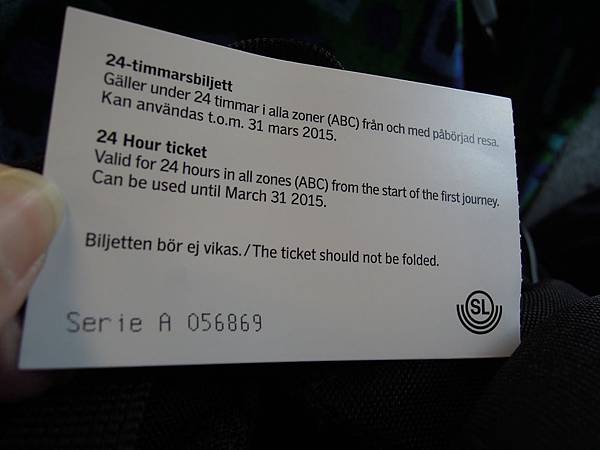 24-timmarsbiljett
Gäller under 24 timmar i alla zoner (ABC) från och med påbörjad resa.
Kan användas t.o.m. 31 mars 2015.
24 Hour ticket
Valid for 24 hours in all zones (ABC) from the start of the first journey.
Can be used until March 31 2015.
Biljetten bör ej vikas./The ticket should not be folded.
SL
Serie A 056869